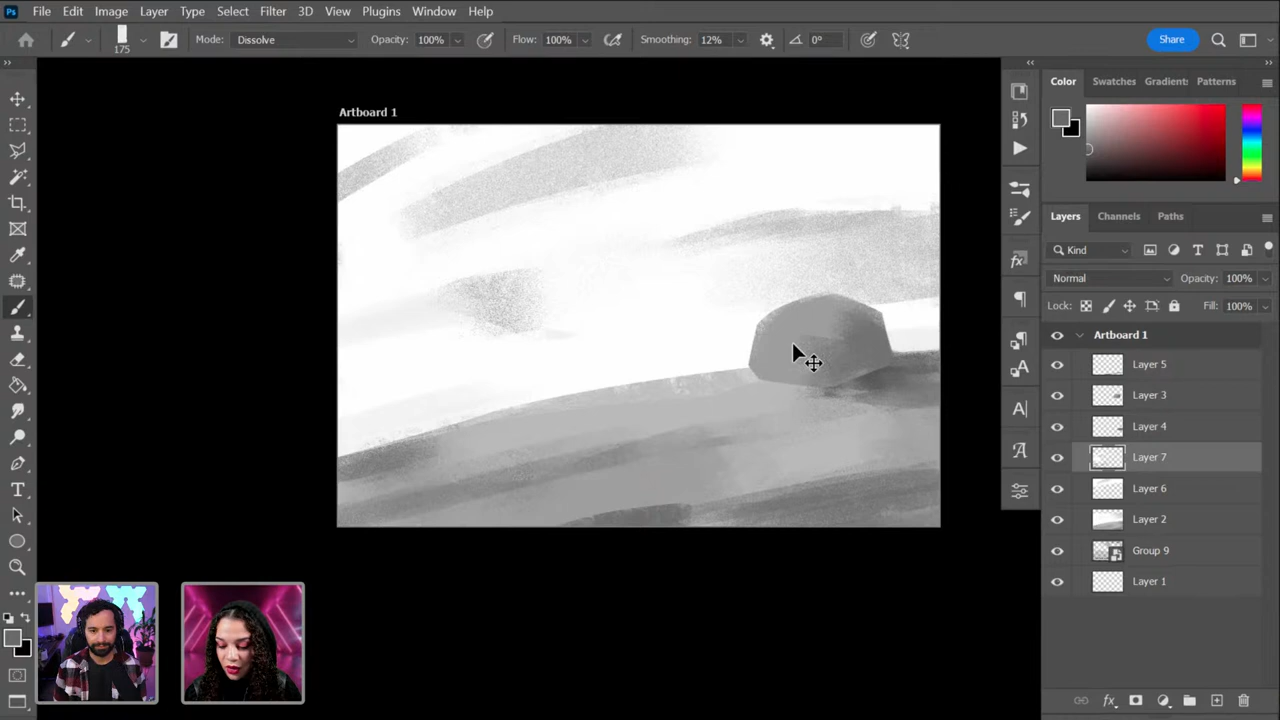 Ps File Edit Image Layer Type Select Filter 3D View Plugins Window Help
175 Mode: Dissolve Opacity: 100% Flow: 100% Smoothing: 12% 0° Share
Color Swatches Gradients Patterns
Artboard 1
Layers Channels Paths
Kind
Normal Opacity: 100%
Lock: Fill: 100%
Artboard 1
Layer 5
Layer 3
Layer 4
Layer 7
Layer 6
Layer 2
Group 9
Layer 1